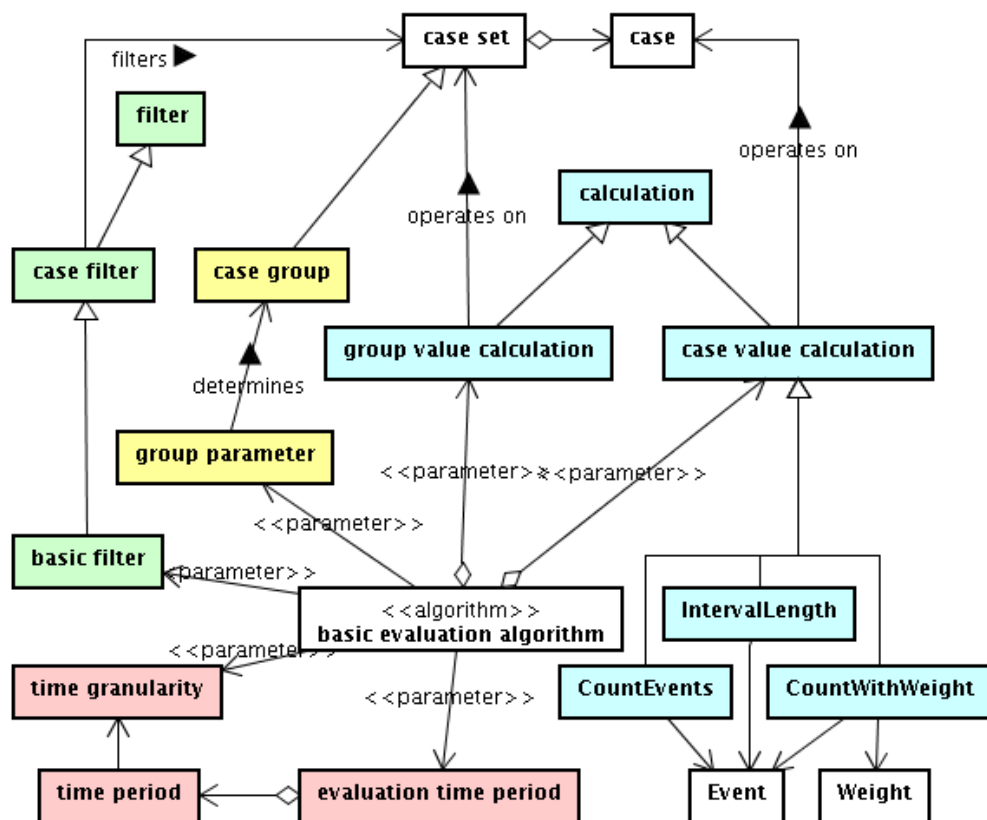 case set
case
filters
filter
operates on
calculation
operates on
case filter
case group
group value calculation
case value calculation
determines
group parameter
<<parameter>>
<<parameter>>
<<parameter>>
basic filter
<<parameter>>
<<algorithm>>
basic evaluation algorithm
IntervalLength
<<parameter>>
time granularity
<<parameter>>
CountEvents
CountWithWeight
time period
evaluation time period
Event
Weight